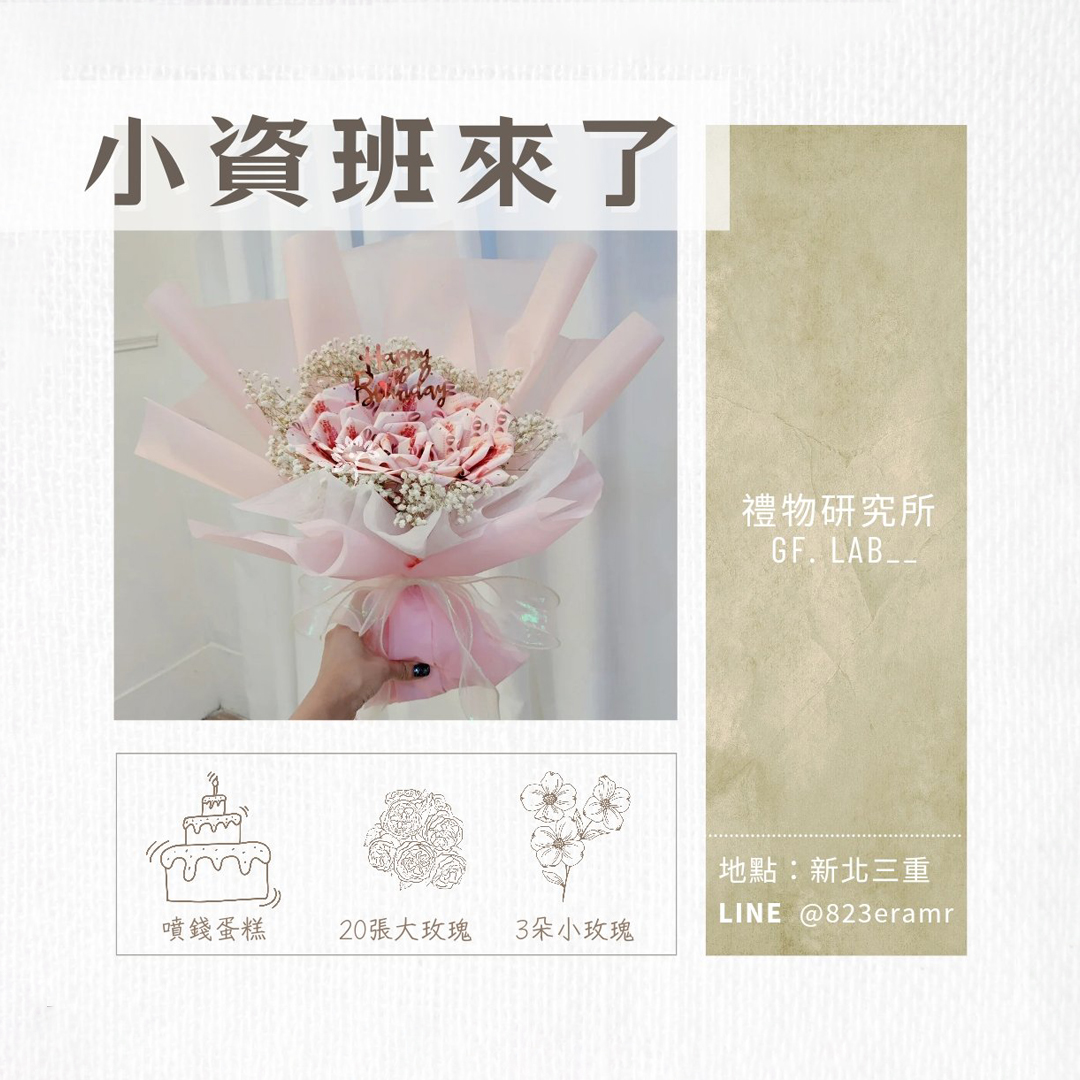 小資班來了
Happy
Birthday
禮物研究所
GF. LAB__
噴錢蛋糕
20張大玫瑰
3朵小玫瑰
地點：新北三重
LINE @823eramr